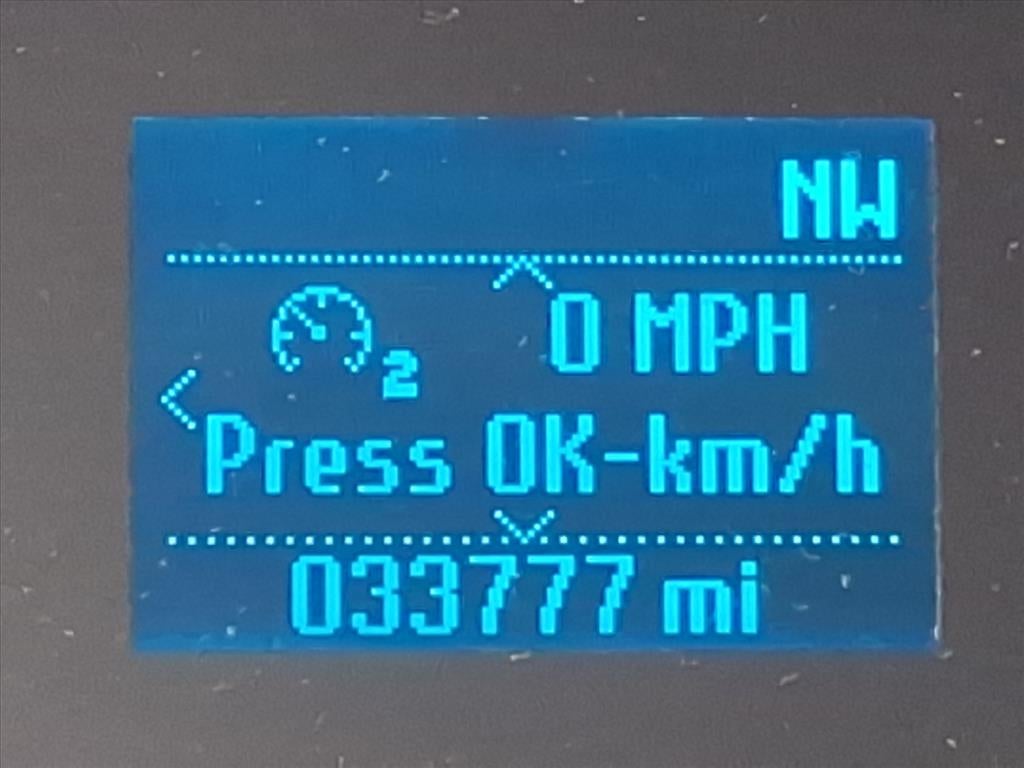 NW
2 0 MPH
Press OK-km/h
033777 mi